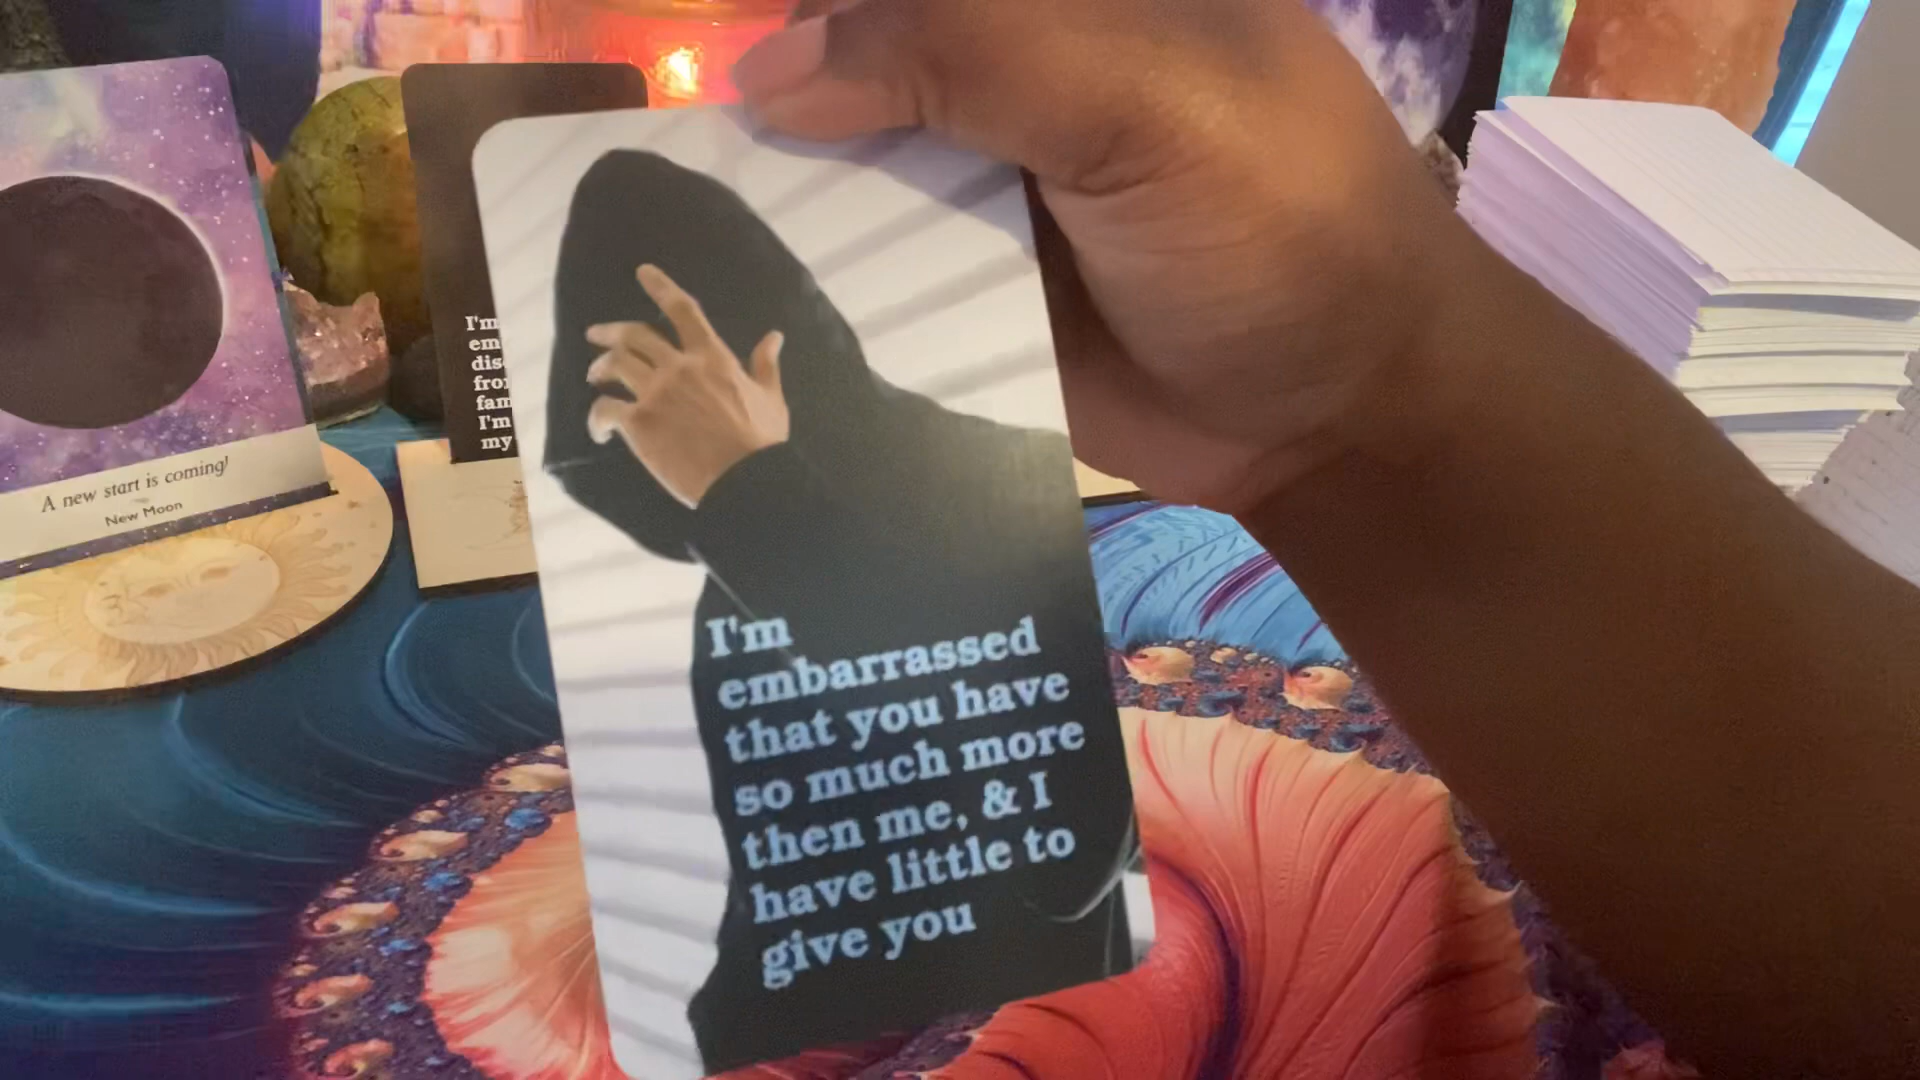 A new start is coming!
New Moon
I'm
my
I'm
embarrassed
that you have
so much more
then me, & I
have little to
give you